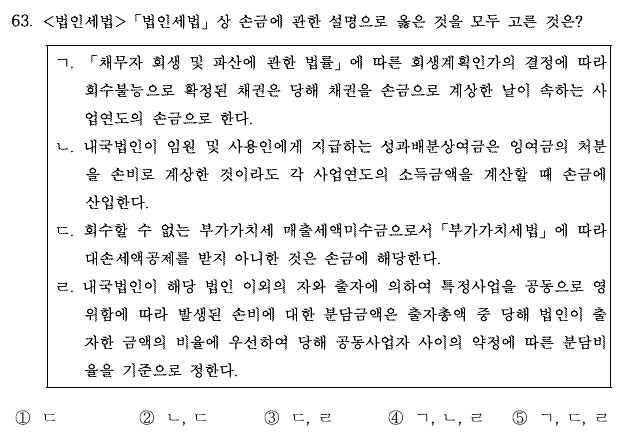 63. <법인세법>「법인세법」상 손금에 관한 설명으로 옳은 것을 모두 고른 것은?
ㄱ. 「채무자 회생 및 파산에 관한 법률」에 따른 회생계획인가의 결정에 따라
회수불능으로 확정된 채권은 당해 채권을 손금으로 계상한 날이 속하는 사
업연도의 손금으로 한다.
ㄴ. 내국법인이 임원 및 사용인에게 지급하는 성과배분상여금은 잉여금의 처분
을 손비로 계상한 것이라도 각 사업연도의 소득금액을 계산할 때 손금에
산입한다.
ㄷ. 회수할 수 없는 부가가치세 매출세액미수금으로서「부가가치세법」에 따라
대손세액공제를 받지 아니한 것은 손금에 해당한다.
ㄹ. 내국법인이 해당 법인 이외의 자와 출자에 의하여 특정사업을 공동으로 영
위함에 따라 발생된 손비에 대한 분담금액은 출자총액 중 당해 법인이 출
자한 금액의 비율에 우선하여 당해 공동사업자 사이의 약정에 따른 분담비
율을 기준으로 정한다.
① ㄷ ② ㄴ, ㄷ ③ ㄷ, ㄹ ④ ㄱ, ㄴ, ㄹ ⑤ ㄱ, ㄷ, ㄹ